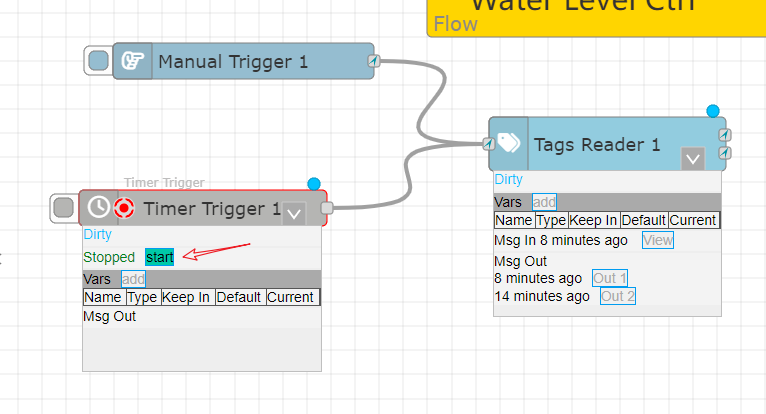 Water Level Ctrl
Flow
Manual Trigger 1
Tags Reader 1
Dirty
Vars add
Name Type Keep In Default Current
Msg In 8 minutes ago View
Msg Out
8 minutes ago Out 1
14 minutes ago Out 2
Timer Trigger
Timer Trigger 1
Dirty
Stopped start
Vars add
Name Type Keep In Default Current
Msg Out